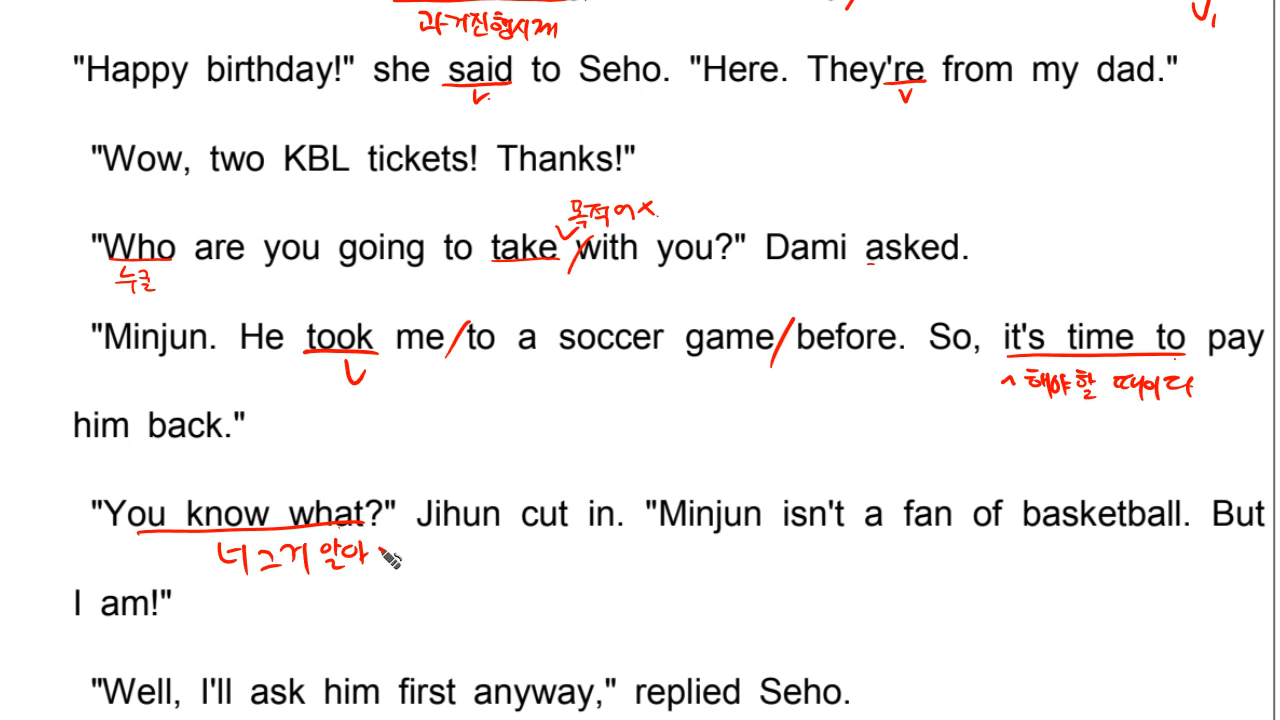 과거진행시제
"Happy birthday!" she said to Seho. "Here. They're from my dad."
"Wow, two KBL tickets! Thanks!"
목적어×
"Who are you going to take with you?" Dami asked.
누굴
"Minjun. He took me/to a soccer game/before. So, it's time to pay
~해야할 때이다
him back."
"You know what?" Jihun cut in. "Minjun isn't a fan of basketball. But
너 그거 알아
I am!"
"Well, I'll ask him first anyway," replied Seho.